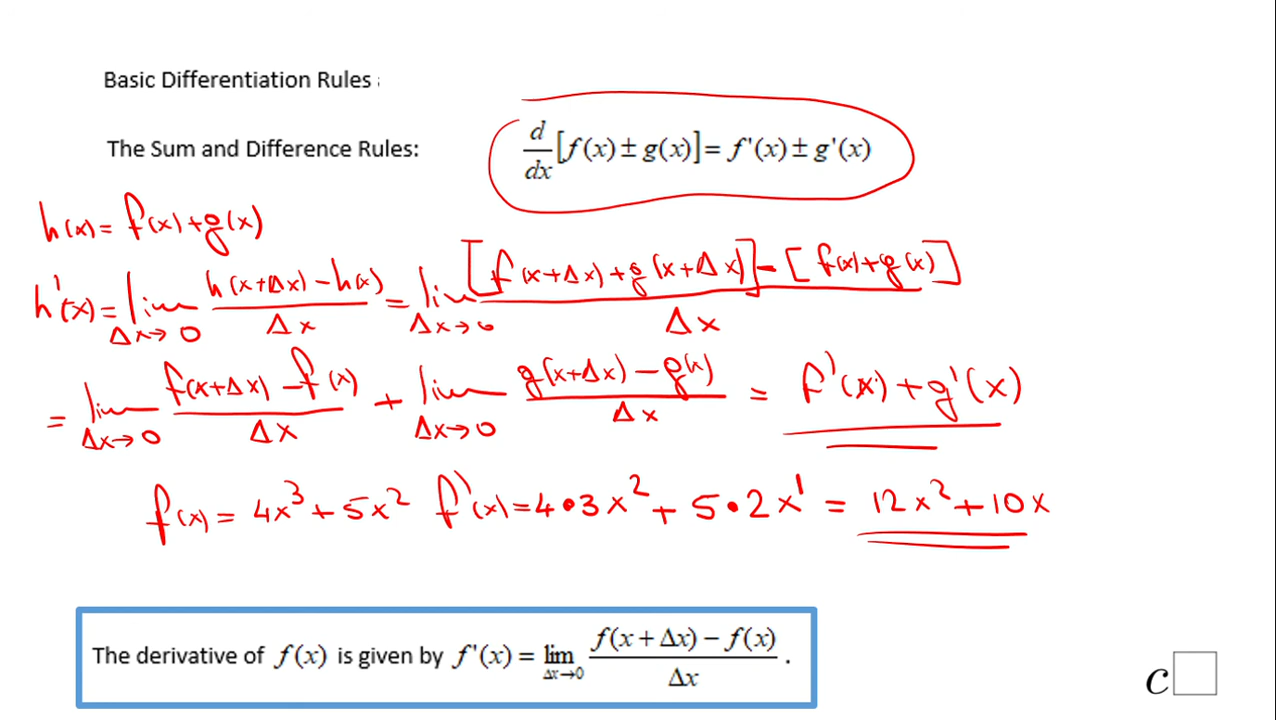 Basic Differentiation Rules :
The Sum and Difference Rules: d/dx [f(x) ± g(x)] = f'(x) ± g'(x)
h(x) = f(x) + g(x)
h'(x) = lim Δx→0 (h(x+Δx) - h(x))/Δx = lim Δx→0 ([f(x+Δx) + g(x+Δx)] - [f(x) + g(x)])/Δx
= lim Δx→0 (f(x+Δx) - f(x))/Δx + lim Δx→0 (g(x+Δx) - g(x))/Δx = f'(x) + g'(x)
f(x) = 4x³ + 5x² f'(x) = 4•3x² + 5•2x¹ = 12x² + 10x
The derivative of f(x) is given by f'(x) = lim Δx→0 (f(x+Δx) - f(x))/Δx .
c